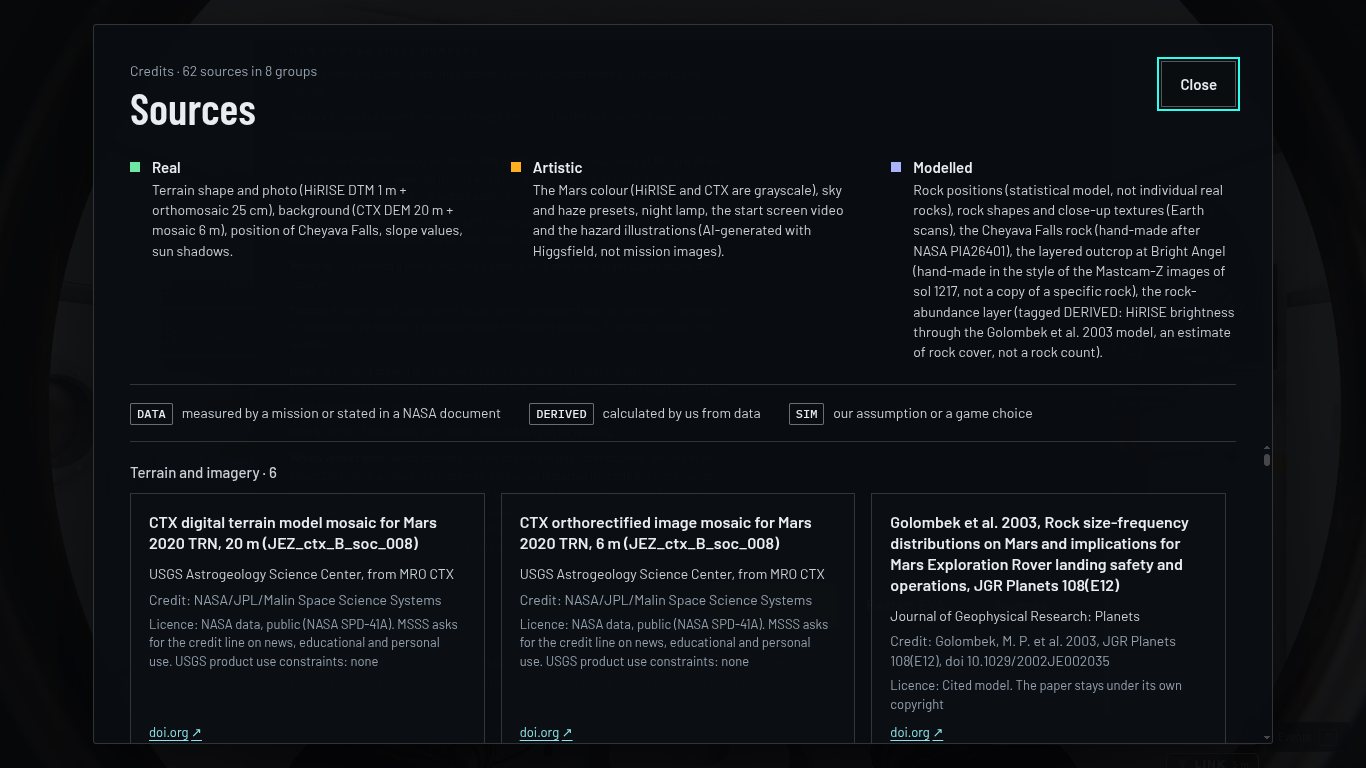 Credits · 62 sources in 8 groups
Sources
Close
Real
Terrain shape and photo (HiRISE DTM 1 m +
orthomosaic 25 cm), background (CTX DEM 20 m +
mosaic 6 m), position of Cheyava Falls, slope values,
sun shadows.
Artistic
The Mars colour (HiRISE and CTX are grayscale), sky
and haze presets, night lamp, the start screen video
and the hazard illustrations (AI-generated with
Higgsfield, not mission images).
Modelled
Rock positions (statistical model, not individual real
rocks), rock shapes and close-up textures (Earth
scans), the Cheyava Falls rock (hand-made after
NASA PIA26401), the layered outcrop at Bright Angel
(hand-made in the style of the Mastcam-Z images of
sol 1217, not a copy of a specific rock), the rock-
abundance layer (tagged DERIVED: HiRISE brightness
through the Golombek et al. 2003 model, an estimate
of rock cover, not a rock count).
DATA measured by a mission or stated in a NASA document DERIVED calculated by us from data SIM our assumption or a game choice
Terrain and imagery · 6
CTX digital terrain model mosaic for Mars
2020 TRN, 20 m (JEZ_ctx_B_soc_008)
USGS Astrogeology Science Center, from MRO CTX
Credit: NASA/JPL/Malin Space Science Systems
Licence: NASA data, public (NASA SPD-41A). MSSS asks
for the credit line on news, educational and personal
use. USGS product use constraints: none
doi.org ↗
CTX orthorectified image mosaic for Mars
2020 TRN, 6 m (JEZ_ctx_B_soc_008)
USGS Astrogeology Science Center, from MRO CTX
Credit: NASA/JPL/Malin Space Science Systems
Licence: NASA data, public (NASA SPD-41A). MSSS asks
for the credit line on news, educational and personal
use. USGS product use constraints: none
doi.org ↗
Golombek et al. 2003, Rock size-frequency
distributions on Mars and implications for
Mars Exploration Rover landing safety and
operations, JGR Planets 108(E12)
Journal of Geophysical Research: Planets
Credit: Golombek, M. P. et al. 2003, JGR Planets
108(E12), doi 10.1029/2002JE002035
Licence: Cited model. The paper stays under its own
copyright
doi.org ↗
Events
LINK